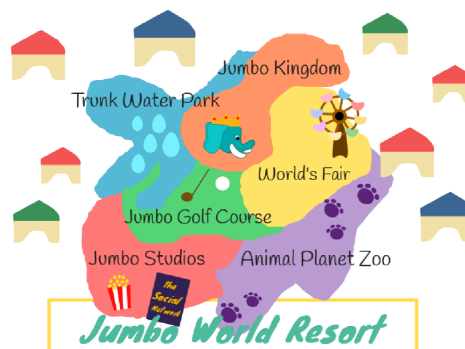 Jumbo Kingdom
Trunk Water Park
World's Fair
Jumbo Golf Course
Jumbo Studios
Animal Planet Zoo
The
Social
Network
Jumbo World Resort